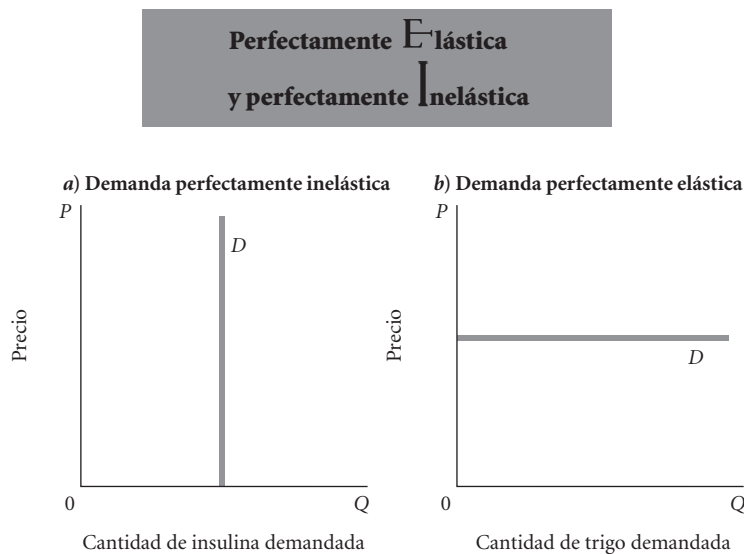 Perfectamente Elástica
y perfectamente Inelástica
a) Demanda perfectamente inelástica
P
D
Precio
0
Q
Cantidad de insulina demandada
b) Demanda perfectamente elástica
P
Precio
D
0
Q
Cantidad de trigo demandada